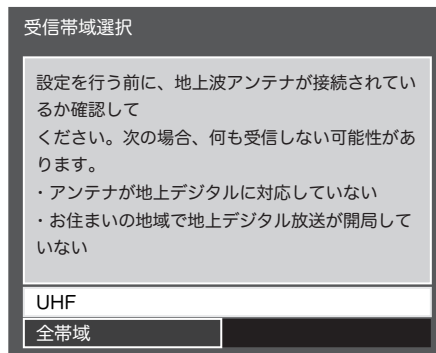 受信帯域選択
設定を行う前に、地上波アンテナが接続されてい
るか確認して
ください。次の場合、何も受信しない可能性があ
ります。
・アンテナが地上デジタルに対応していない
・お住まいの地域で地上デジタル放送が開局して
いない
UHF
全帯域